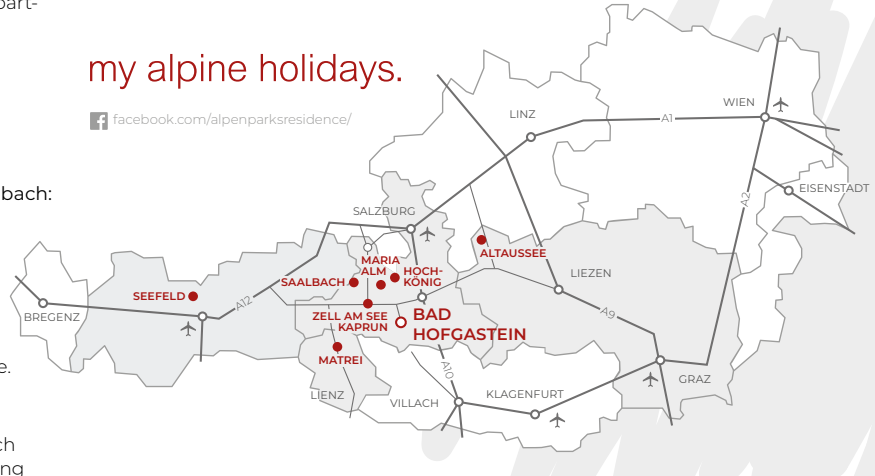 part-
my alpine holidays.
facebook.com/alpenparksresidence/
bach:
e.
ch
ng
WIEN
LINZ
A1
EISENSTADT
A2
SALZBURG
ALTAUSSEE
MARIA
ALM
HOCH-
KÖNIG
SAALBACH
LIEZEN
SEEFELD
A12
BREGENZ
ZELL AM SEE
KAPRUN
BAD
HOFGASTEIN
A9
MATREI
A10
GRAZ
LIENZ
VILLACH
KLAGENFURT